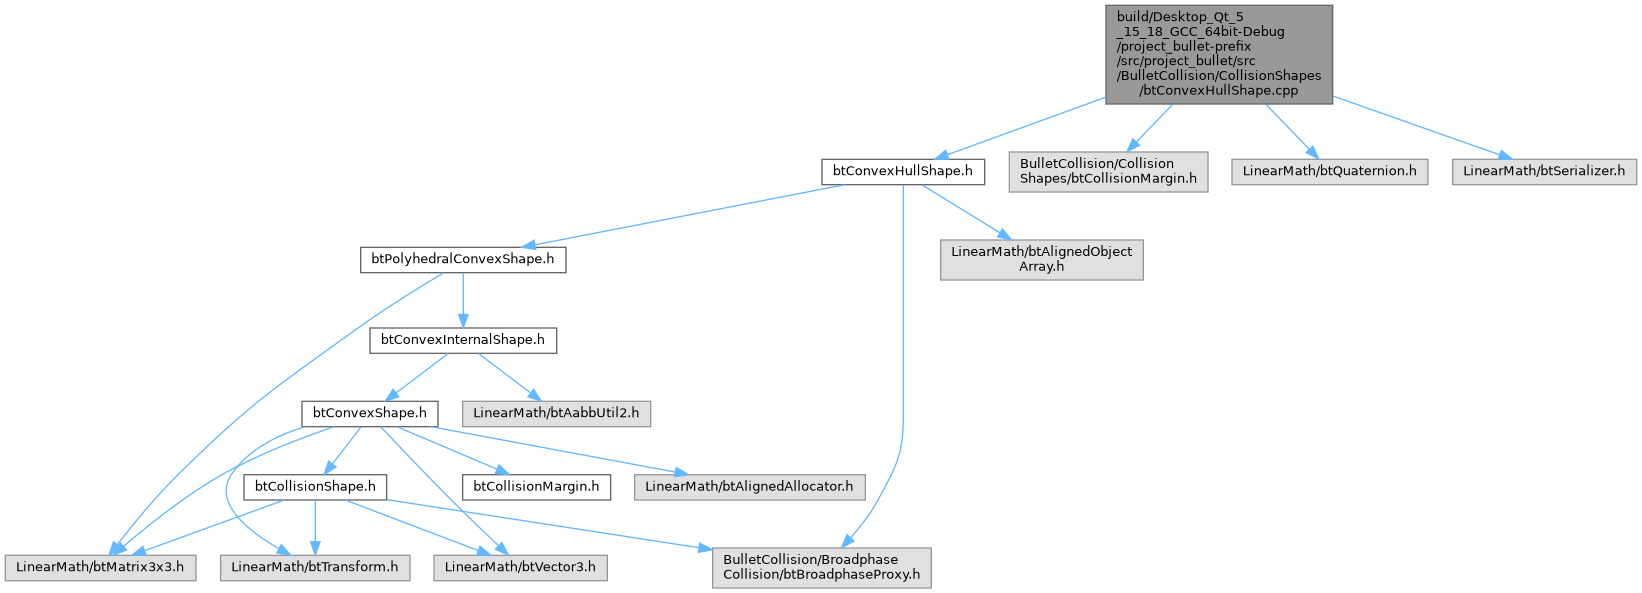 build/Desktop_Qt_5
_15_18_GCC_64bit-Debug
/project_bullet-prefix
/src/project_bullet/src
/BulletCollision/CollisionShapes
/btConvexHullShape.cpp
btConvexHullShape.h
BulletCollision/Collision
Shapes/btCollisionMargin.h
LinearMath/btQuaternion.h
LinearMath/btSerializer.h
btPolyhedralConvexShape.h
LinearMath/btAlignedObject
Array.h
btConvexInternalShape.h
btConvexShape.h
LinearMath/btAabbUtil2.h
btCollisionShape.h
btCollisionMargin.h
LinearMath/btAlignedAllocator.h
LinearMath/btMatrix3x3.h
LinearMath/btTransform.h
LinearMath/btVector3.h
BulletCollision/Broadphase
Collision/btBroadphaseProxy.h